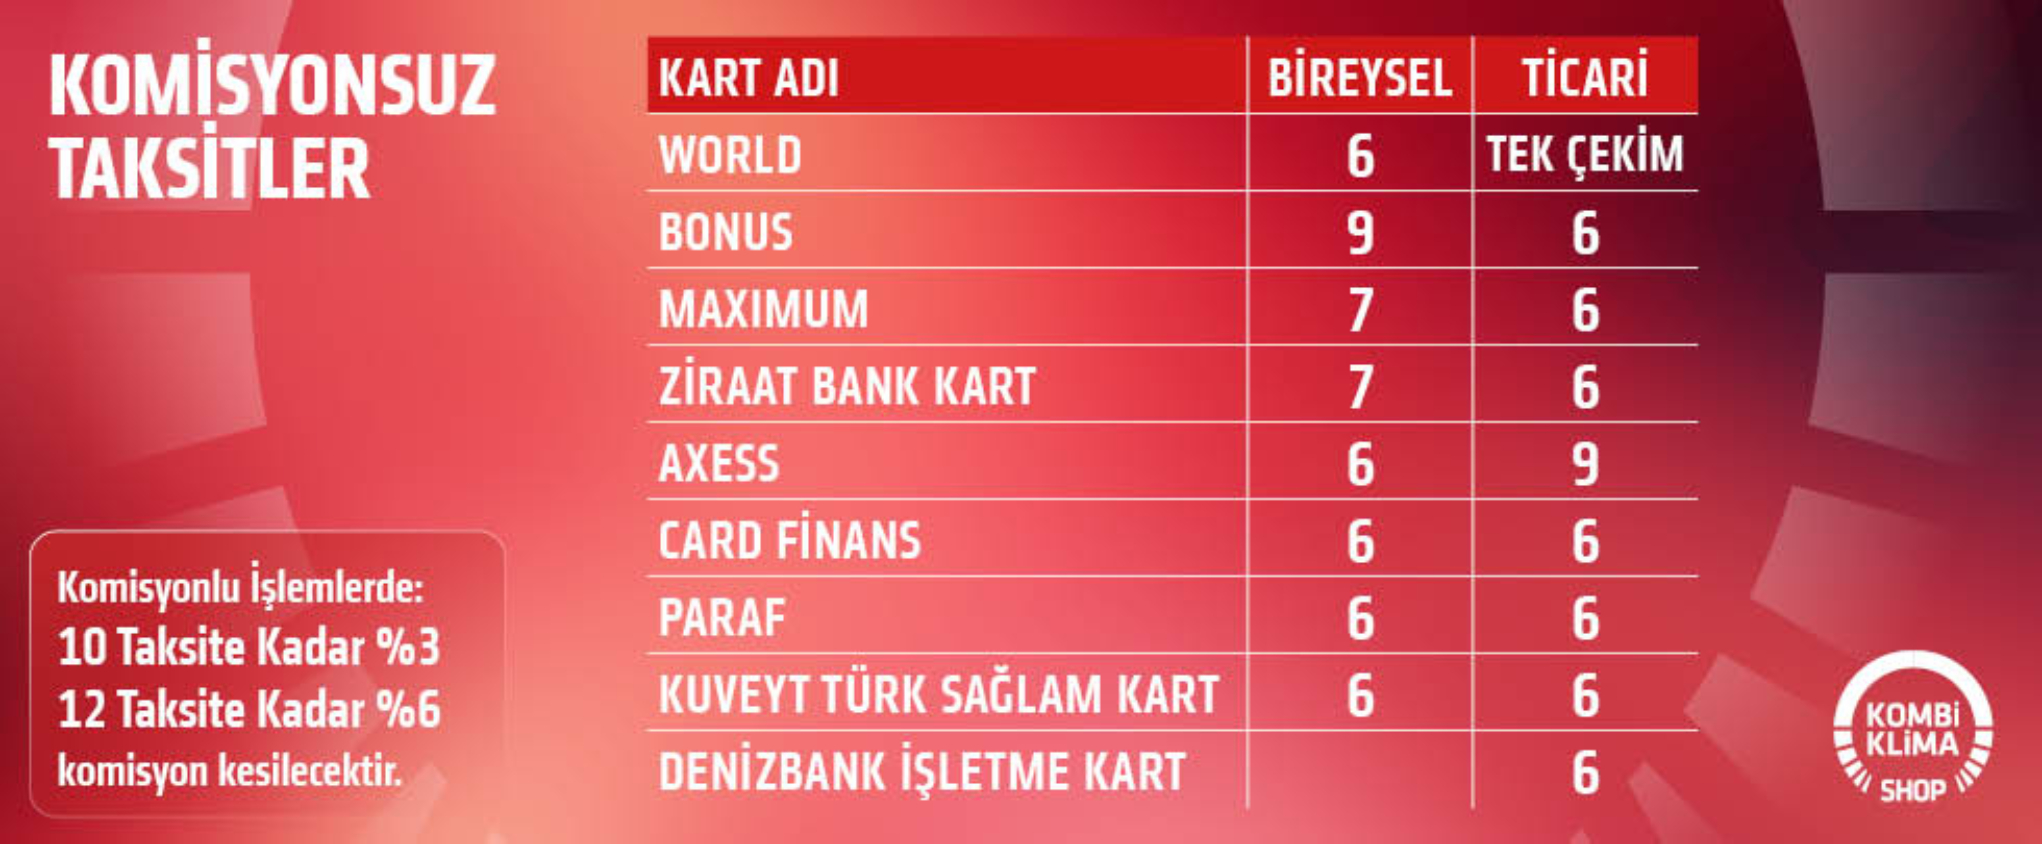 KOMİSYONSUZ
TAKSİTLER
KART ADI BİREYSEL TİCARİ
WORLD 6 TEK ÇEKİM
BONUS 9 6
MAXIMUM 7 6
ZİRAAT BANK KART 7 6
AXESS 6 9
CARD FİNANS 6 6
PARAF 6 6
KUVEYT TÜRK SAĞLAM KART 6 6
DENİZBANK İŞLETME KART 6
Komisyonlu İşlemlerde:
10 Taksite Kadar %3
12 Taksite Kadar %6
komisyon kesilecektir.
KOMBİ
KLİMA
SHOP